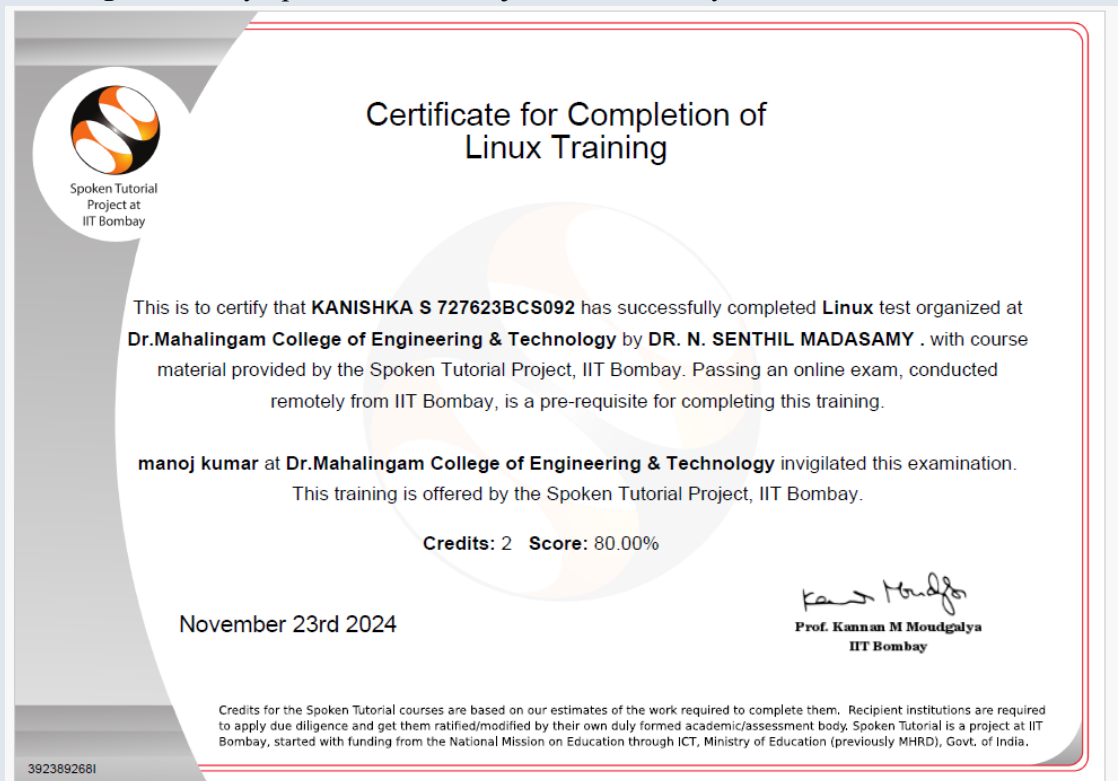 Spoken Tutorial
Project at
IIT Bombay
Certificate for Completion of
Linux Training
This is to certify that KANISHKA S 727623BCS092 has successfully completed Linux test organized at
Dr.Mahalingam College of Engineering & Technology by DR. N. SENTHIL MADASAMY . with course
material provided by the Spoken Tutorial Project, IIT Bombay. Passing an online exam, conducted
remotely from IIT Bombay, is a pre-requisite for completing this training.
manoj kumar at Dr.Mahalingam College of Engineering & Technology invigilated this examination.
This training is offered by the Spoken Tutorial Project, IIT Bombay.
Credits: 2 Score: 80.00%
November 23rd 2024
Prof. Kannan M Moudgalya
IIT Bombay
Credits for the Spoken Tutorial courses are based on our estimates of the work required to complete them. Recipient institutions are required
to apply due diligence and get them ratified/modified by their own duly formed academic/assessment body. Spoken Tutorial is a project at IIT
Bombay, started with funding from the National Mission on Education through ICT, Ministry of Education (previously MHRD), Govt. of India.
392389268I